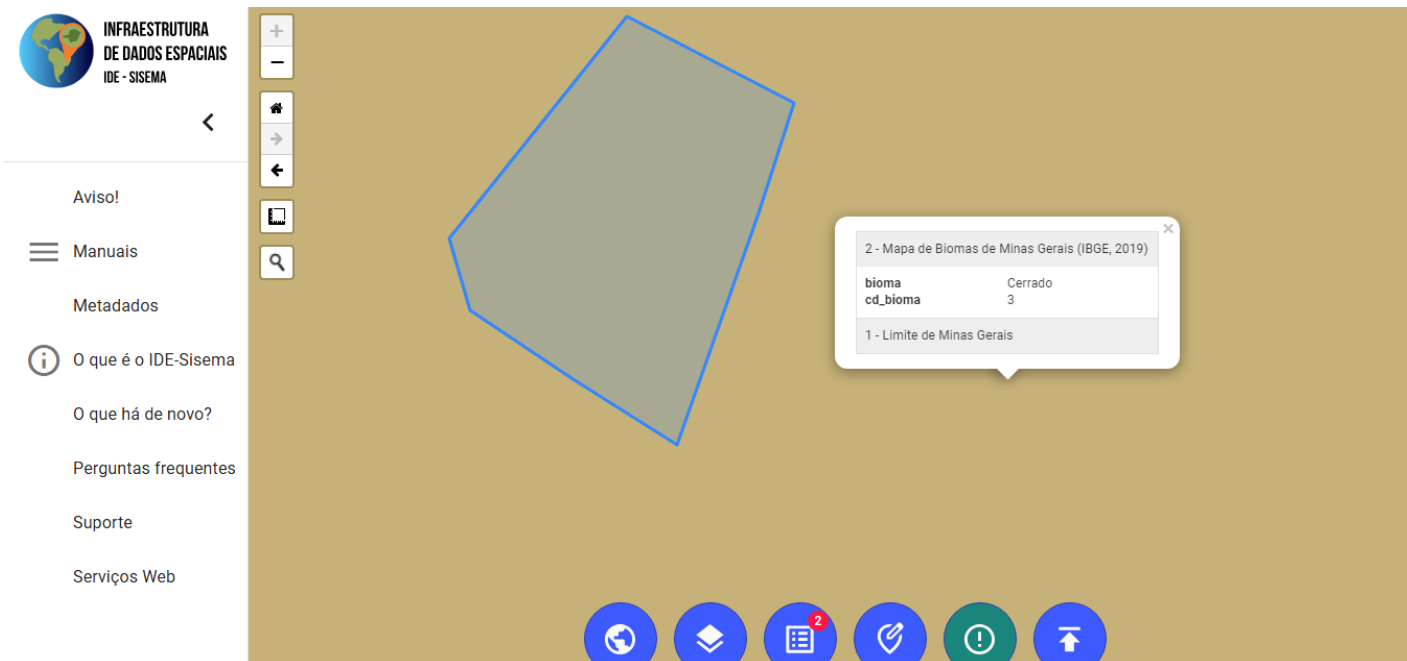 INFRAESTRUTURA
DE DADOS ESPACIAIS
IDE - SISEMA
Aviso!
Manuais
Metadados
O que é o IDE-Sisema
O que há de novo?
Perguntas frequentes
Suporte
Serviços Web
2 - Mapa de Biomas de Minas Gerais (IBGE, 2019)
bioma Cerrado
cd_bioma 3
1 - Limite de Minas Gerais
2